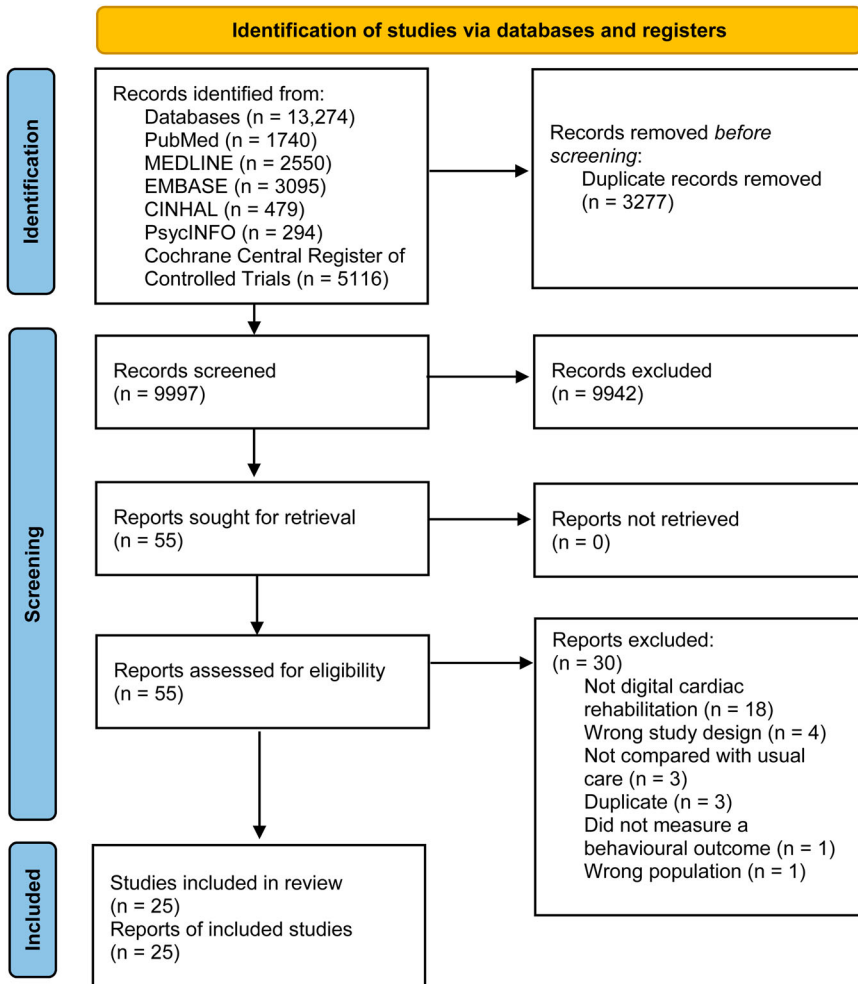 Identification of studies via databases and registers
Identification
Records identified from:
Databases (n = 13,274)
PubMed (n = 1740)
MEDLINE (n = 2550)
EMBASE (n = 3095)
CINHAL (n = 479)
PsycINFO (n = 294)
Cochrane Central Register of
Controlled Trials (n = 5116)
Records removed before
screening:
Duplicate records removed
(n = 3277)
Screening
Records screened
(n = 9997)
Records excluded
(n = 9942)
Reports sought for retrieval
(n = 55)
Reports not retrieved
(n = 0)
Reports assessed for eligibility
(n = 55)
Reports excluded:
(n = 30)
Not digital cardiac
rehabilitation (n = 18)
Wrong study design (n = 4)
Not compared with usual
care (n = 3)
Duplicate (n = 3)
Did not measure a
behavioural outcome (n = 1)
Wrong population (n = 1)
Included
Studies included in review
(n = 25)
Reports of included studies
(n = 25)